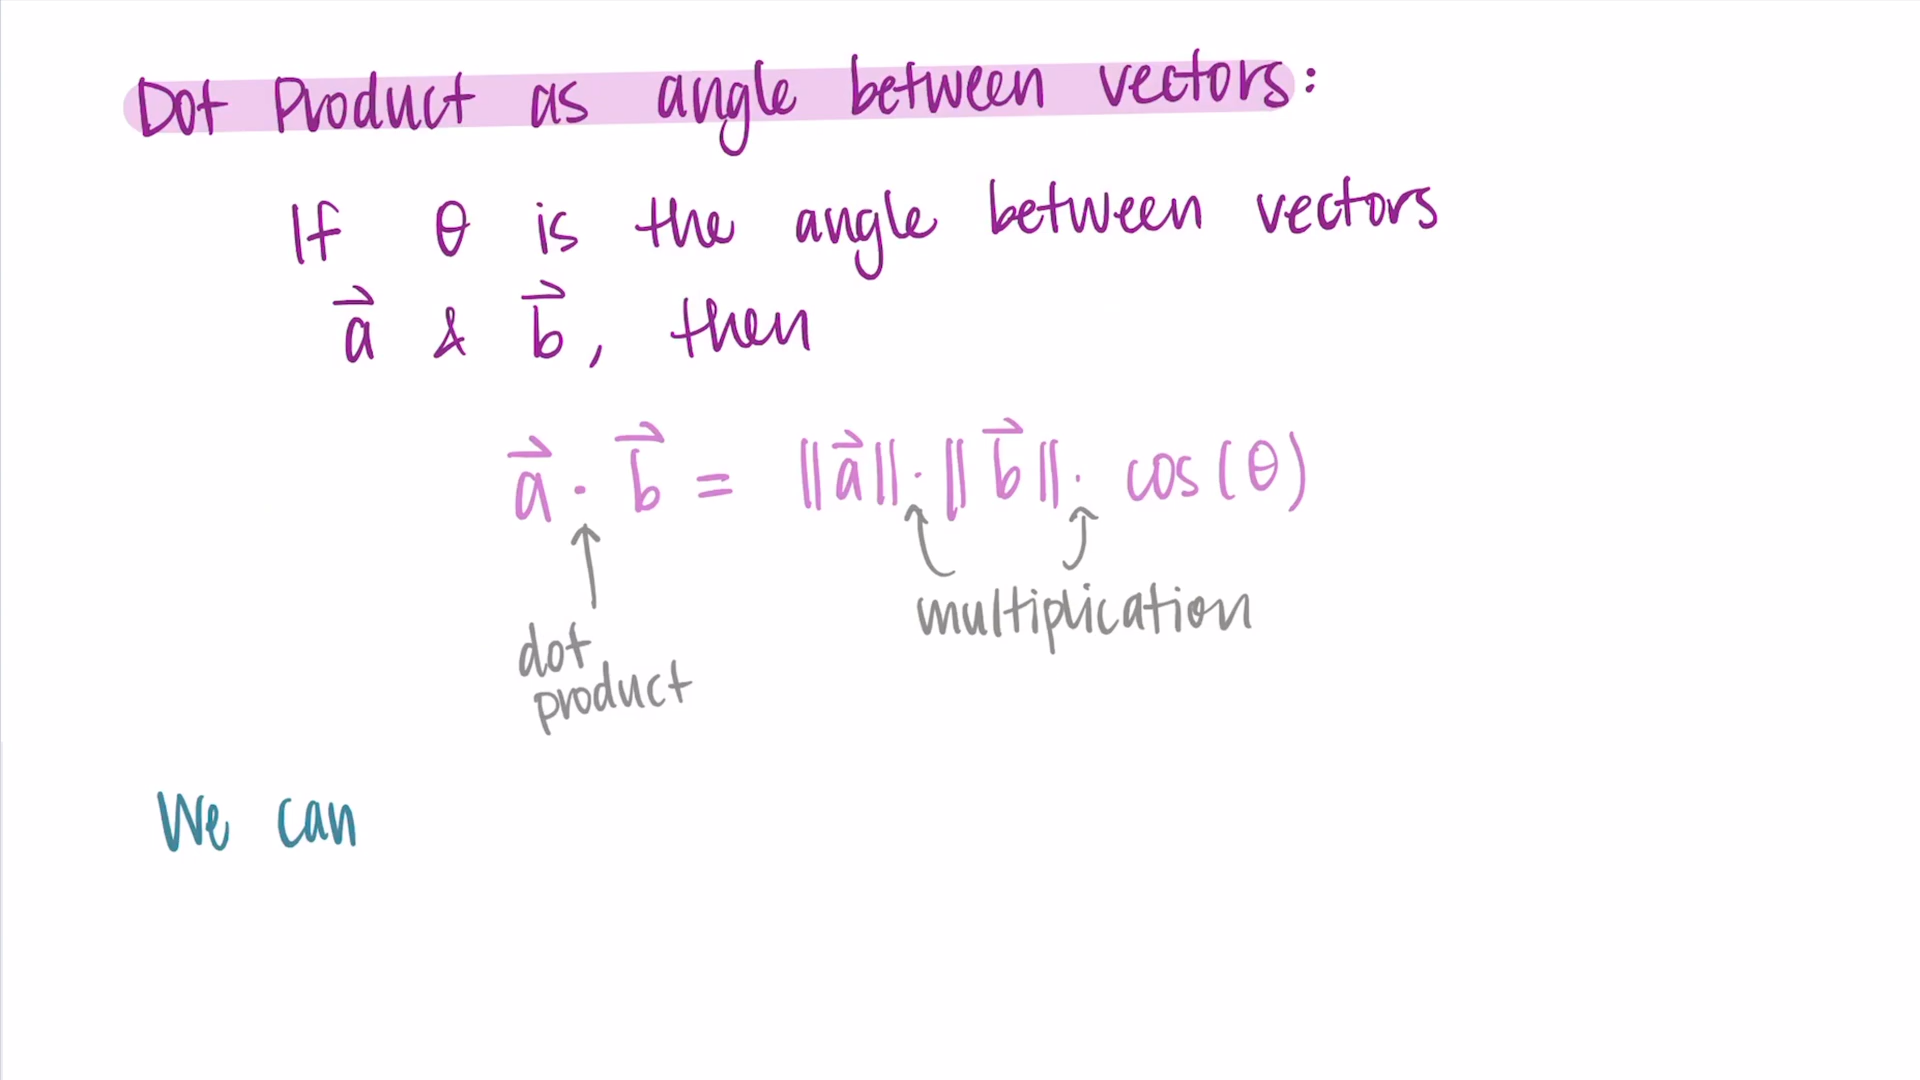 Dot Product as angle between vectors:
If θ is the angle between vectors
a⃗ & b⃗, then
a⃗ · b⃗ = ||a⃗|| · ||b⃗|| · cos(θ)
multiplication
dot
product
We can